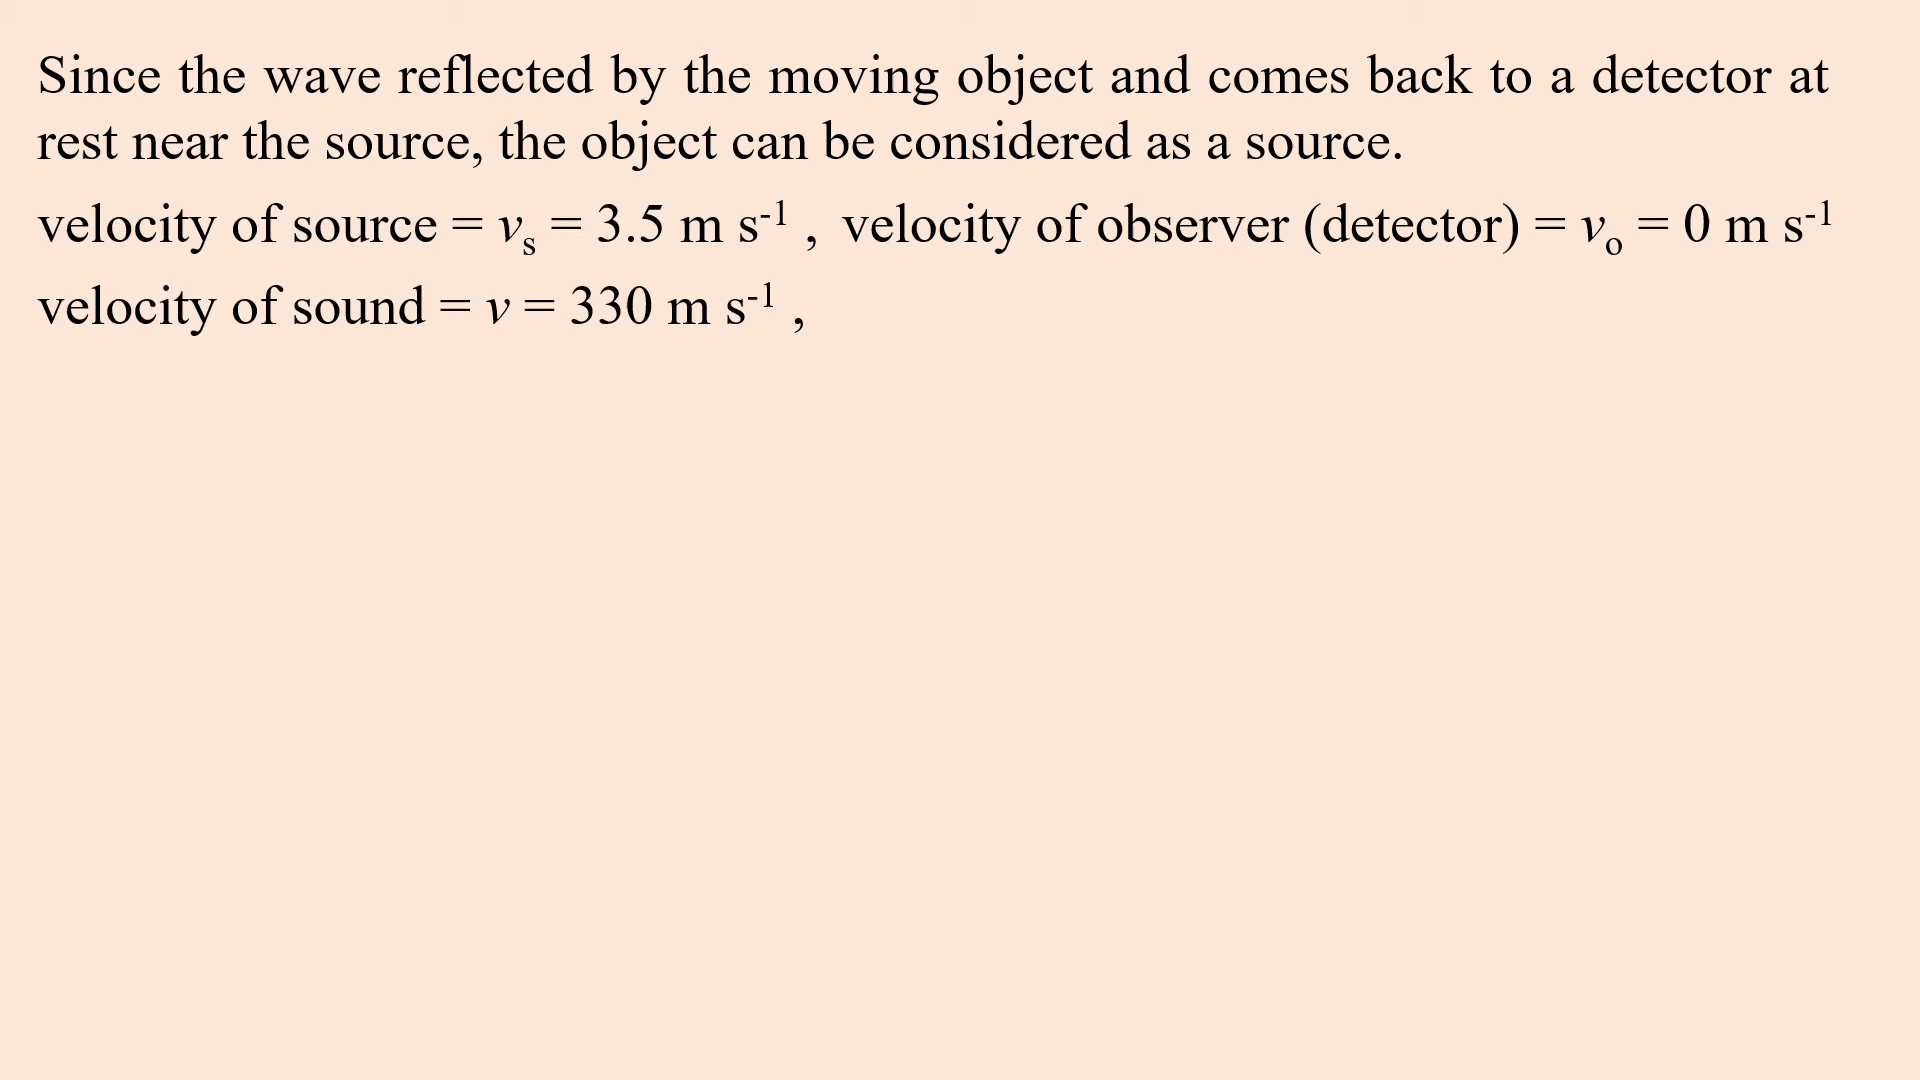 Since the wave reflected by the moving object and comes back to a detector at
rest near the source, the object can be considered as a source.
velocity of source = vₛ = 3.5 m s⁻¹ , velocity of observer (detector) = vₒ = 0 m s⁻¹
velocity of sound = v = 330 m s⁻¹ ,